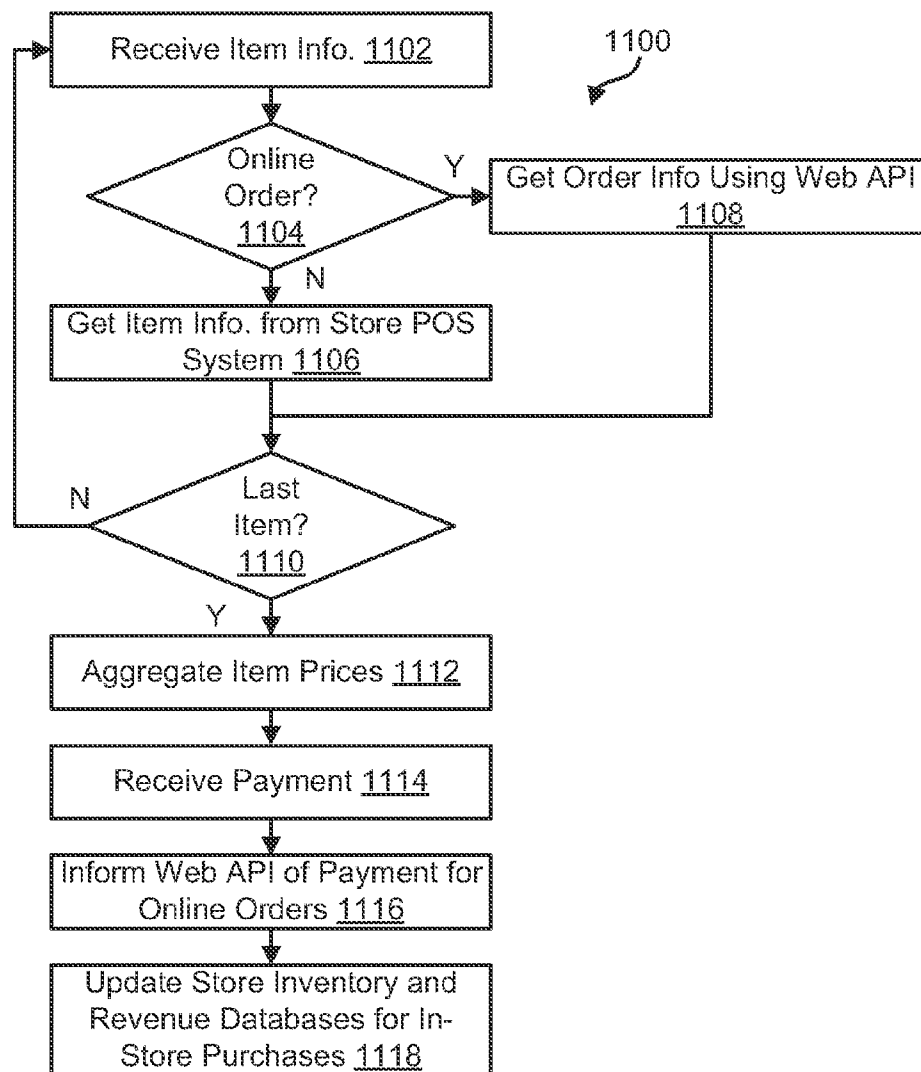 Receive Item Info. 1102
1100
Online
Order?
1104
Y
Get Order Info Using Web API
1108
N
Get Item Info. from Store POS
System 1106
N
Last
Item?
1110
Y
Aggregate Item Prices 1112
Receive Payment 1114
Inform Web API of Payment for
Online Orders 1116
Update Store Inventory and
Revenue Databases for In-
Store Purchases 1118